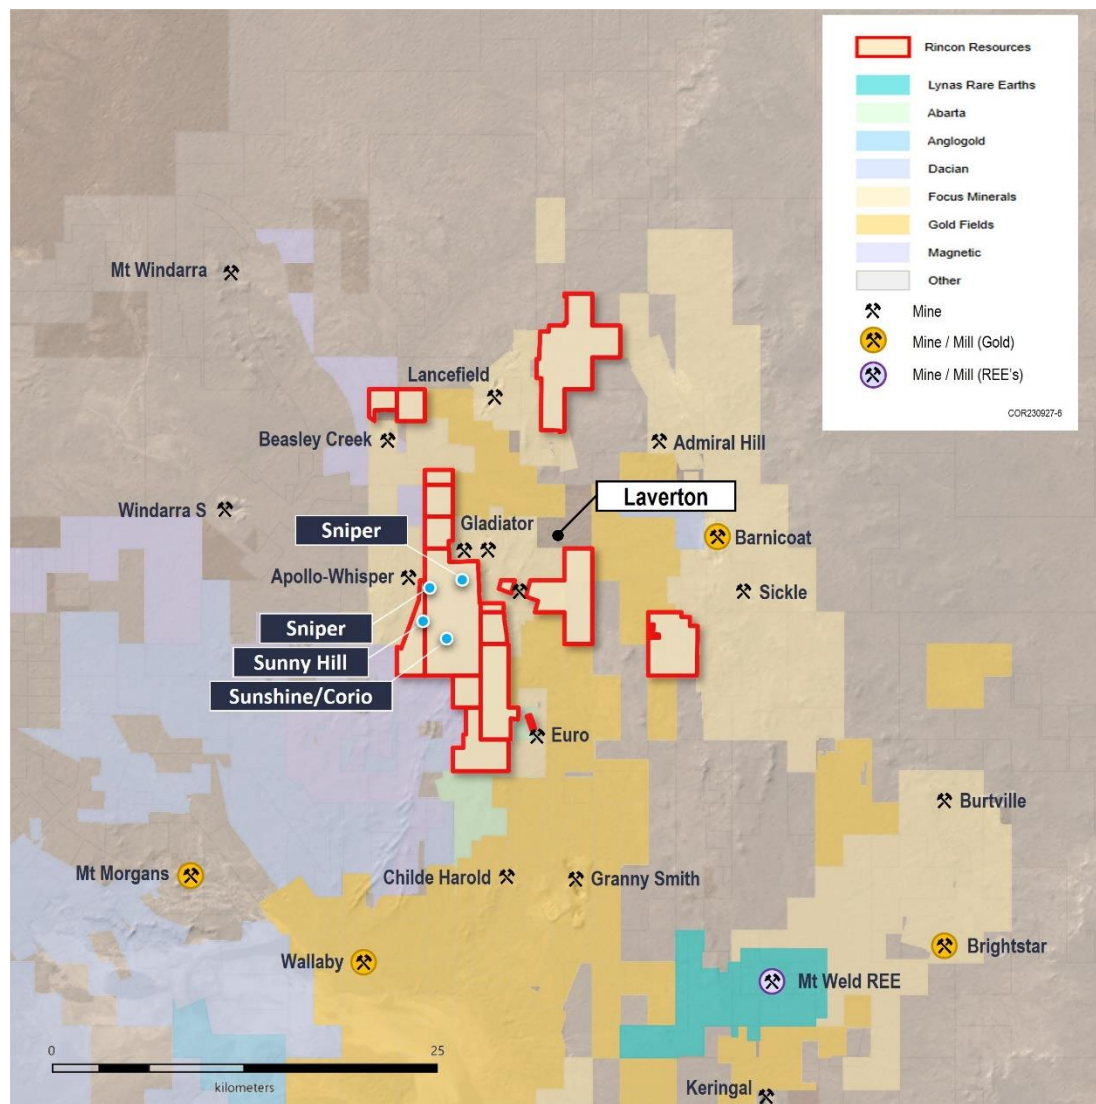 Rincon Resources
Lynas Rare Earths
Abarta
Anglogold
Dacian
Focus Minerals
Gold Fields
Magnetic
Other
Mine
Mine / Mill (Gold)
Mine / Mill (REE's)
COR230927-6
Mt Windarra
Lancefield
Beasley Creek
Admiral Hill
Laverton
Windarra S
Sniper
Gladiator
Barnicoat
Apollo-Whisper
Sickle
Sniper
Sunny Hill
Sunshine/Corio
Euro
Burtville
Mt Morgans
Childe Harold
Granny Smith
Wallaby
Brightstar
Mt Weld REE
0 25
kilometers
Keringal